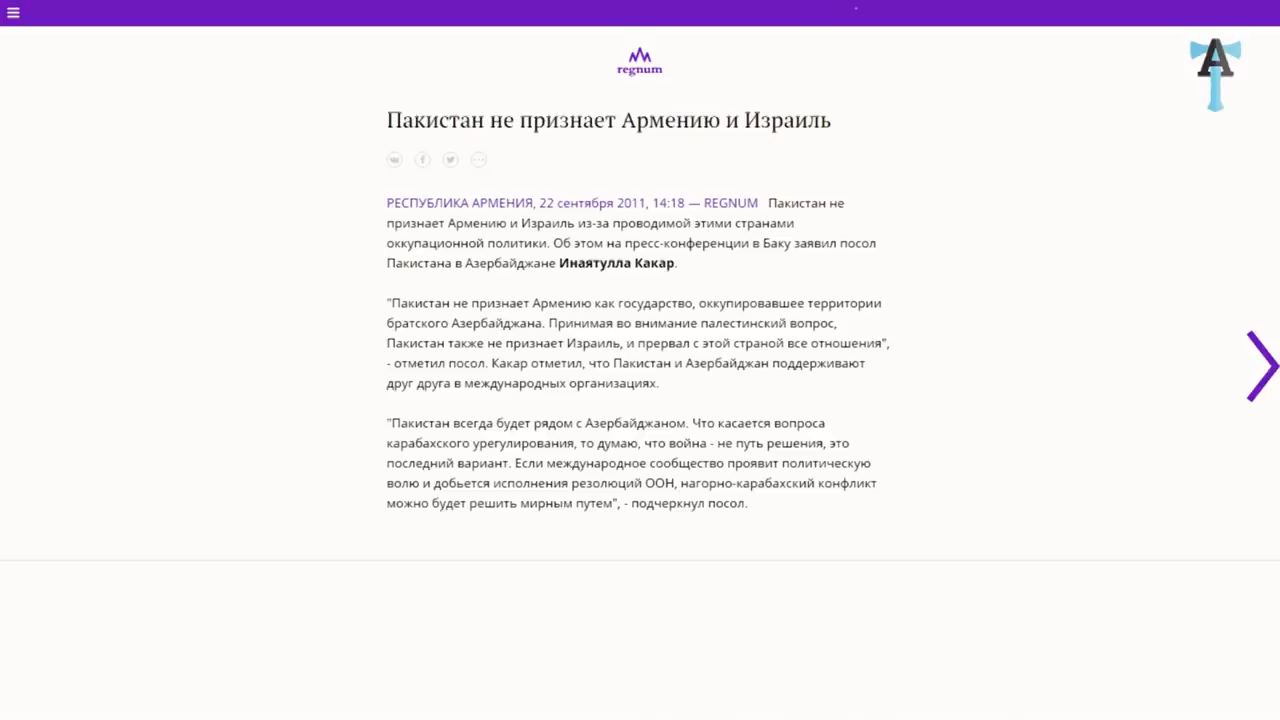 regnum
A
Пакистан не признает Армению и Израиль
РЕСПУБЛИКА АРМЕНИЯ, 22 сентября 2011, 14:18 — REGNUM Пакистан не
признает Армению и Израиль из-за проводимой этими странами
оккупационной политики. Об этом на пресс-конференции в Баку заявил посол
Пакистана в Азербайджане Инаятулла Какар.
"Пакистан не признает Армению как государство, оккупировавшее территории
братского Азербайджана. Принимая во внимание палестинский вопрос,
Пакистан также не признает Израиль, и прервал с этой страной все отношения",
- отметил посол. Какар отметил, что Пакистан и Азербайджан поддерживают
друг друга в международных организациях.
"Пакистан всегда будет рядом с Азербайджаном. Что касается вопроса
карабахского урегулирования, то думаю, что война - не путь решения, это
последний вариант. Если международное сообщество проявит политическую
волю и добьется исполнения резолюций ООН, нагорно-карабахский конфликт
можно будет решить мирным путем", - подчеркнул посол.